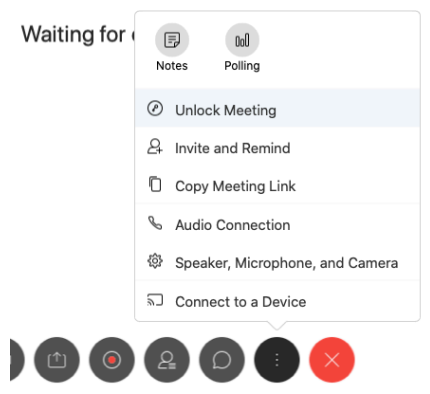 Waiting for
Notes
Polling
Unlock Meeting
Invite and Remind
Copy Meeting Link
Audio Connection
Speaker, Microphone, and Camera
Connect to a Device